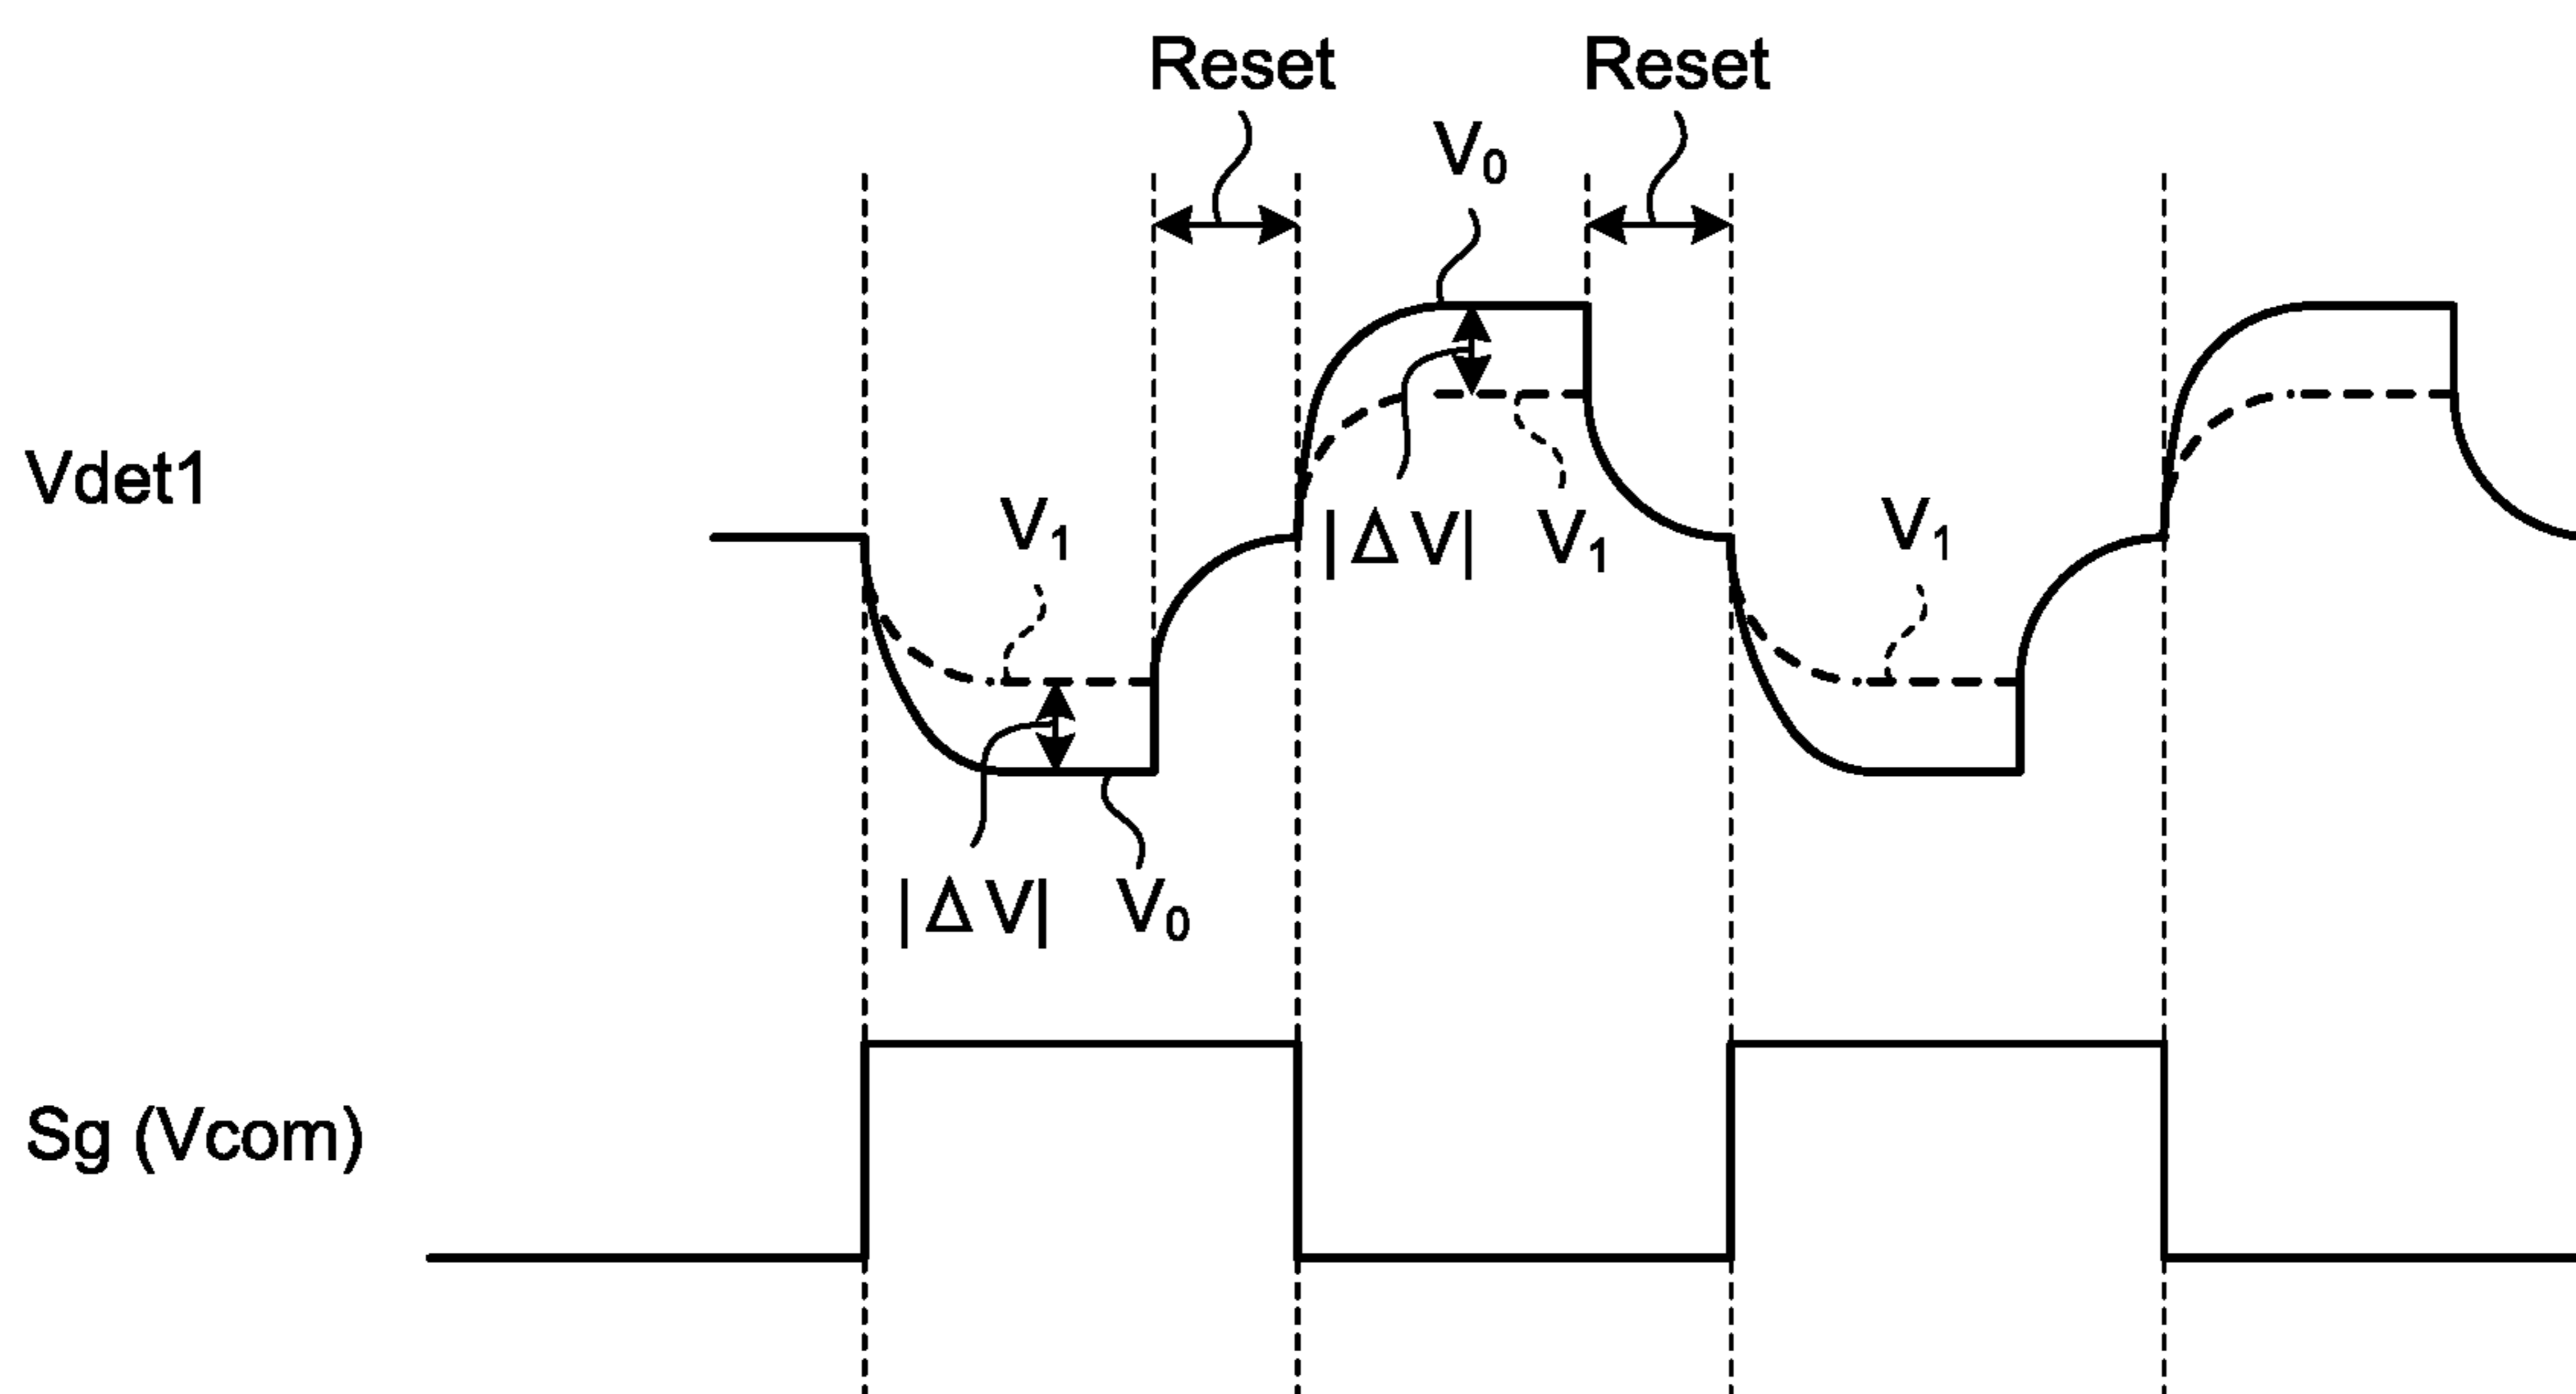 Reset Reset
V₀
Vdet1
V₁ |ΔV| V₁ V₁
|ΔV| V₀
Sg (Vcom)